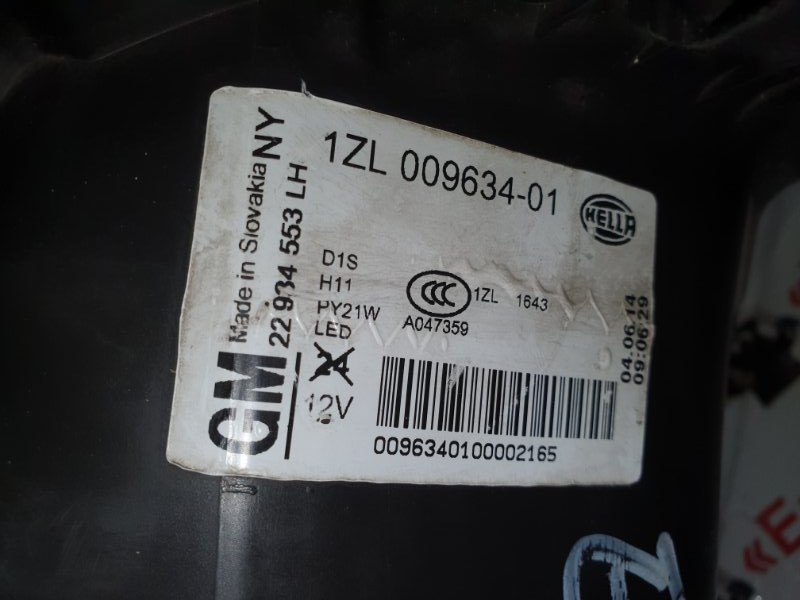 1ZL 009634-01
HELLA
GM
Made in Slovakia NY
22 934 553 LH
D1S
H11
PY21W
LED
12V
CCC
A047359
1ZL 1643
04.06.14
09:06:29
0096340100002165
«E